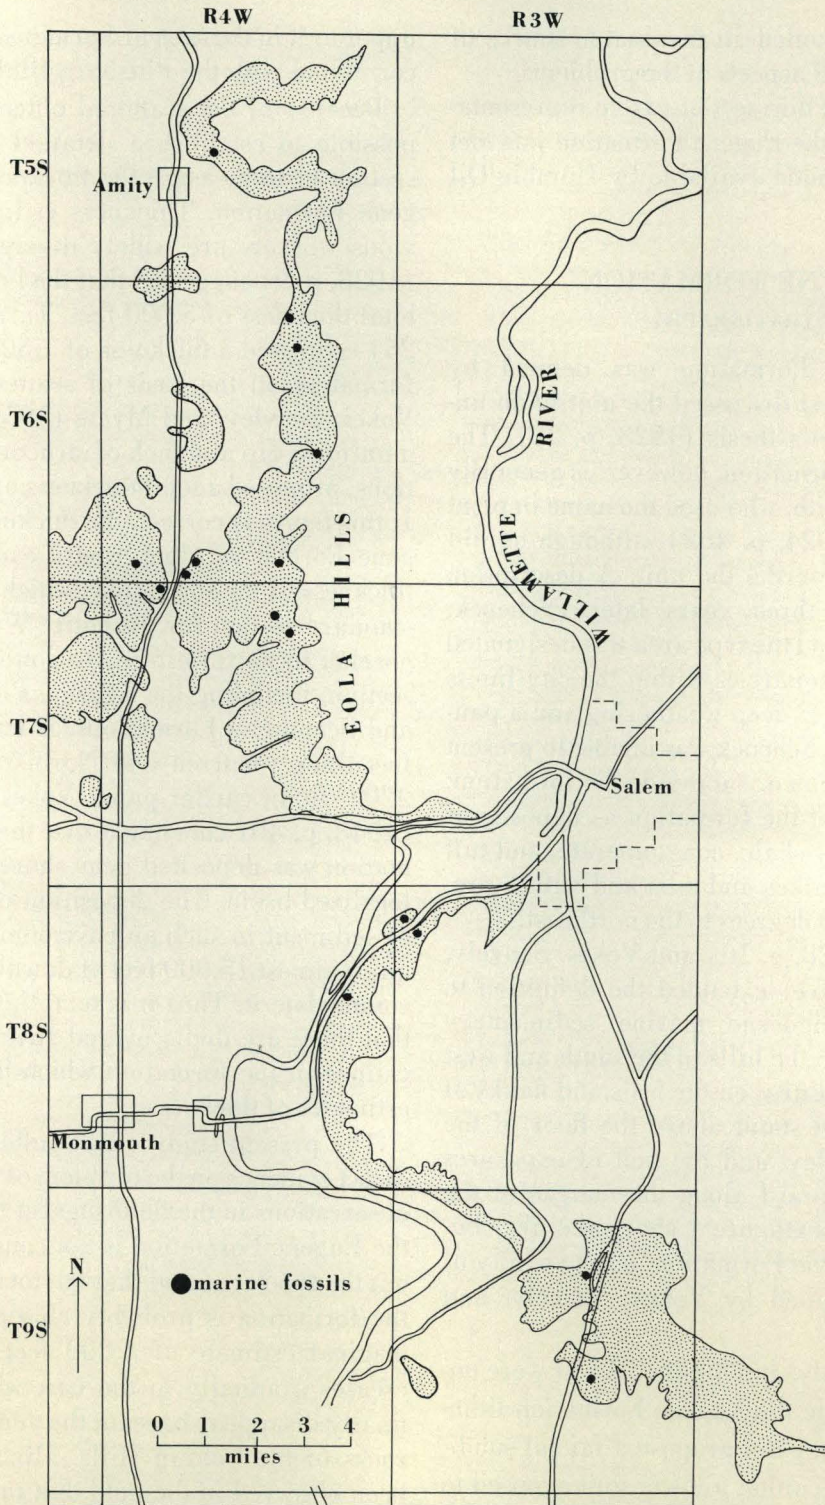 R4W R3W
T5S
Amity
T6S
RIVER
WILLAMETTE
EOLA HILLS
T7S
Salem
T8S
Monmouth
N
marine fossils
T9S
0 1 2 3 4
miles